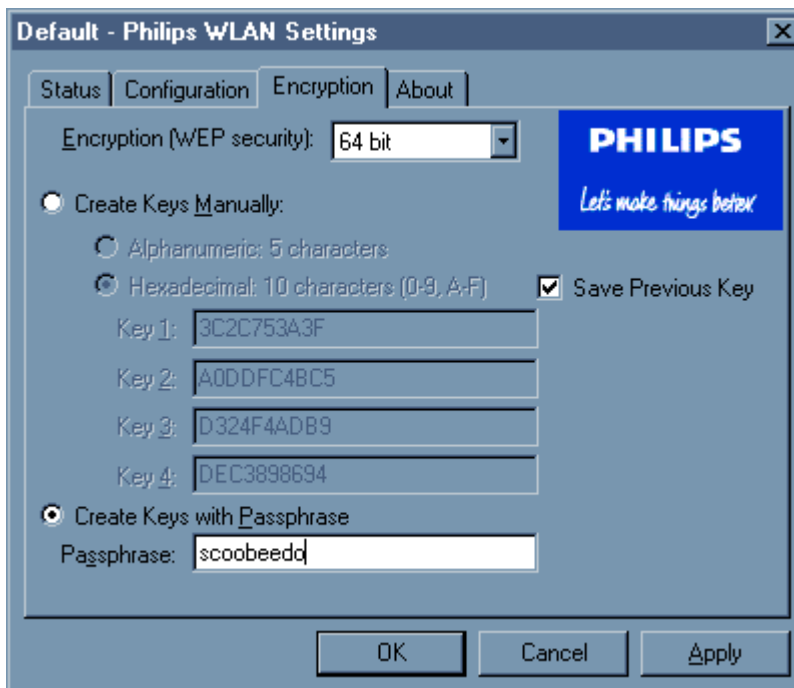 Default - Philips WLAN Settings
Status Configuration Encryption About
Encryption (WEP security): 64 bit
PHILIPS
Let's make things better.
Create Keys Manually:
Alphanumeric: 5 characters
Hexadecimal: 10 characters (0-9, A-F)
Save Previous Key
Key 1: 3C2C753A3F
Key 2: A0DDFC4BC5
Key 3: D324F4ADB9
Key 4: DEC3898694
Create Keys with Passphrase
Passphrase: scoobeedo
OK Cancel Apply